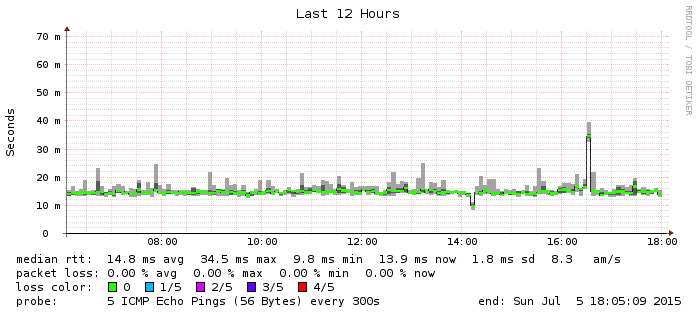 Last 12 Hours
RRDTOOL / TOBI OETIKER
Seconds
70 m
60 m
50 m
40 m
30 m
20 m
10 m
0
08:00 10:00 12:00 14:00 16:00 18:00
median rtt: 14.8 ms avg 34.5 ms max 9.8 ms min 13.9 ms now 1.8 ms sd 8.3 am/s
packet loss: 0.00 % avg 0.00 % max 0.00 % min 0.00 % now
loss color: 0 1/5 2/5 3/5 4/5
probe: 5 ICMP Echo Pings (56 Bytes) every 300s end: Sun Jul 5 18:05:09 2015